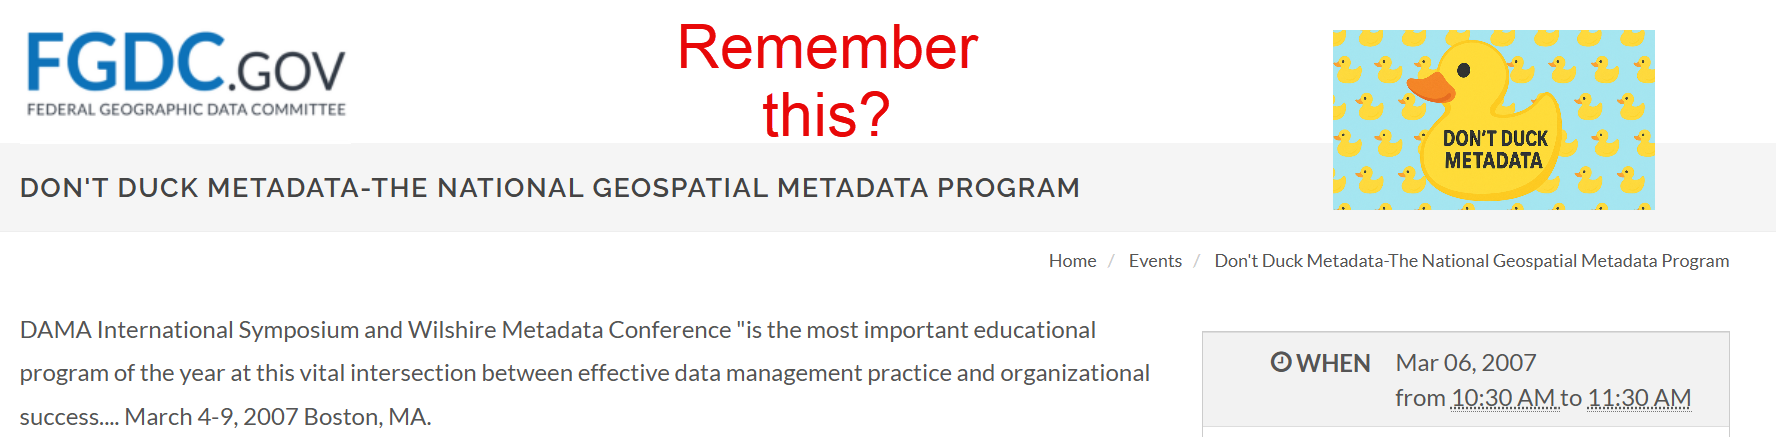 FGDC.GOV
FEDERAL GEOGRAPHIC DATA COMMITTEE
Remember
this?
DON'T DUCK
METADATA
DON'T DUCK METADATA-THE NATIONAL GEOSPATIAL METADATA PROGRAM
Home / Events / Don't Duck Metadata-The National Geospatial Metadata Program
DAMA International Symposium and Wilshire Metadata Conference "is the most important educational
program of the year at this vital intersection between effective data management practice and organizational
success.... March 4-9, 2007 Boston, MA.
WHEN Mar 06, 2007
from 10:30 AM to 11:30 AM